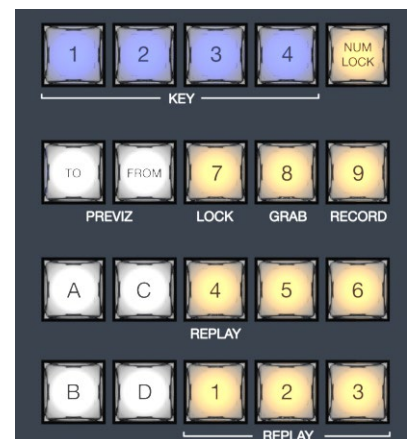 1 2 3 4 NUM LOCK
KEY
TO FROM 7 8 9
PREVIZ LOCK GRAB RECORD
A C 4 5 6
REPLAY
B D 1 2 3
REPLAY